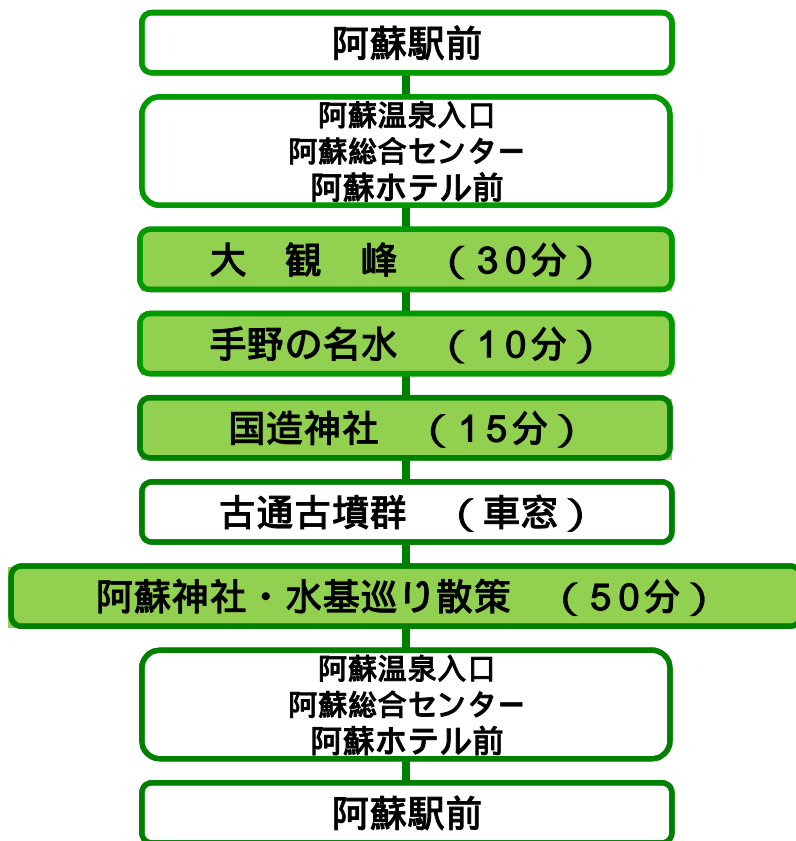 阿蘇駅前
阿蘇温泉入口
阿蘇総合センター
阿蘇ホテル前
大　観　峰　（30分）
手野の名水　（10分）
国造神社　（15分）
古通古墳群　（車窓）
阿蘇神社・水基巡り散策　（50分）
阿蘇温泉入口
阿蘇総合センター
阿蘇ホテル前
阿蘇駅前